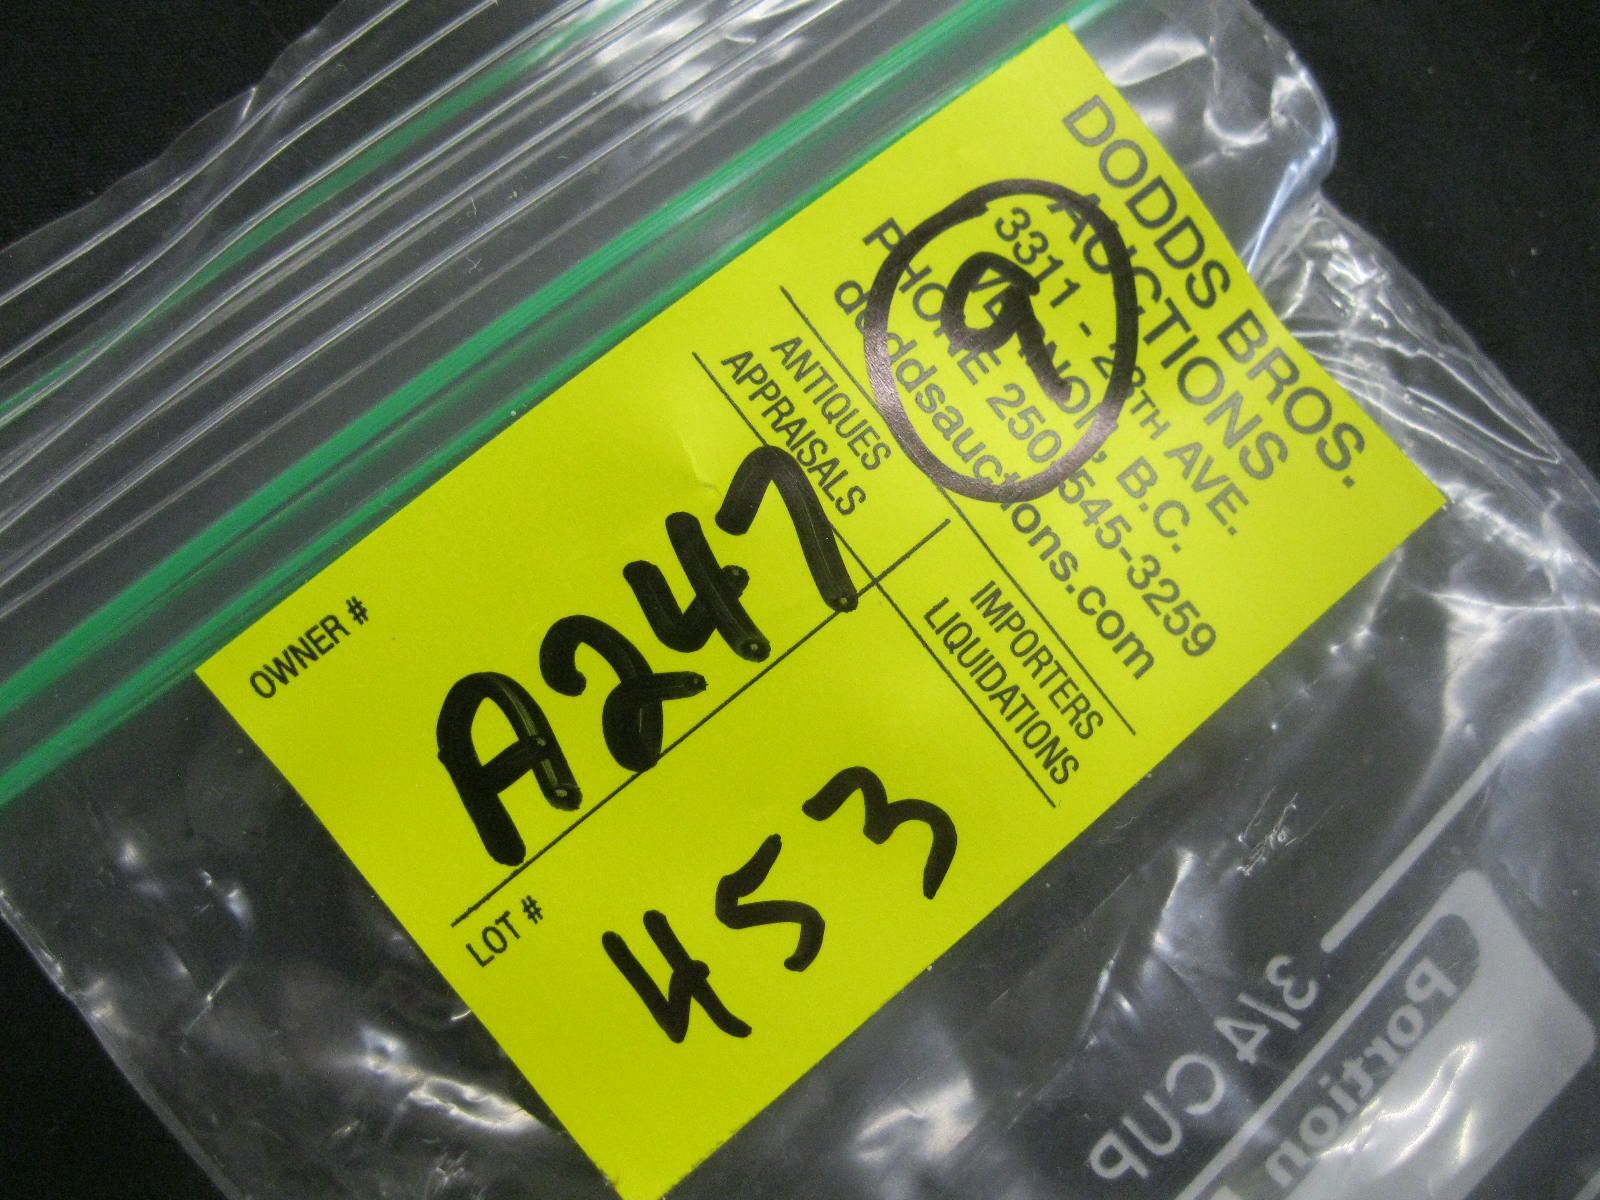 DODDS BROS.
AUCTIONS
3311 - 28TH AVE.
VERNON, B.C.
PHONE 250-545-3259
doddsauctions.com
ANTIQUES
APPRAISALS
IMPORTERS
LIQUIDATIONS
OWNER #
A247
LOT #
453
3/4 CUP
Portion